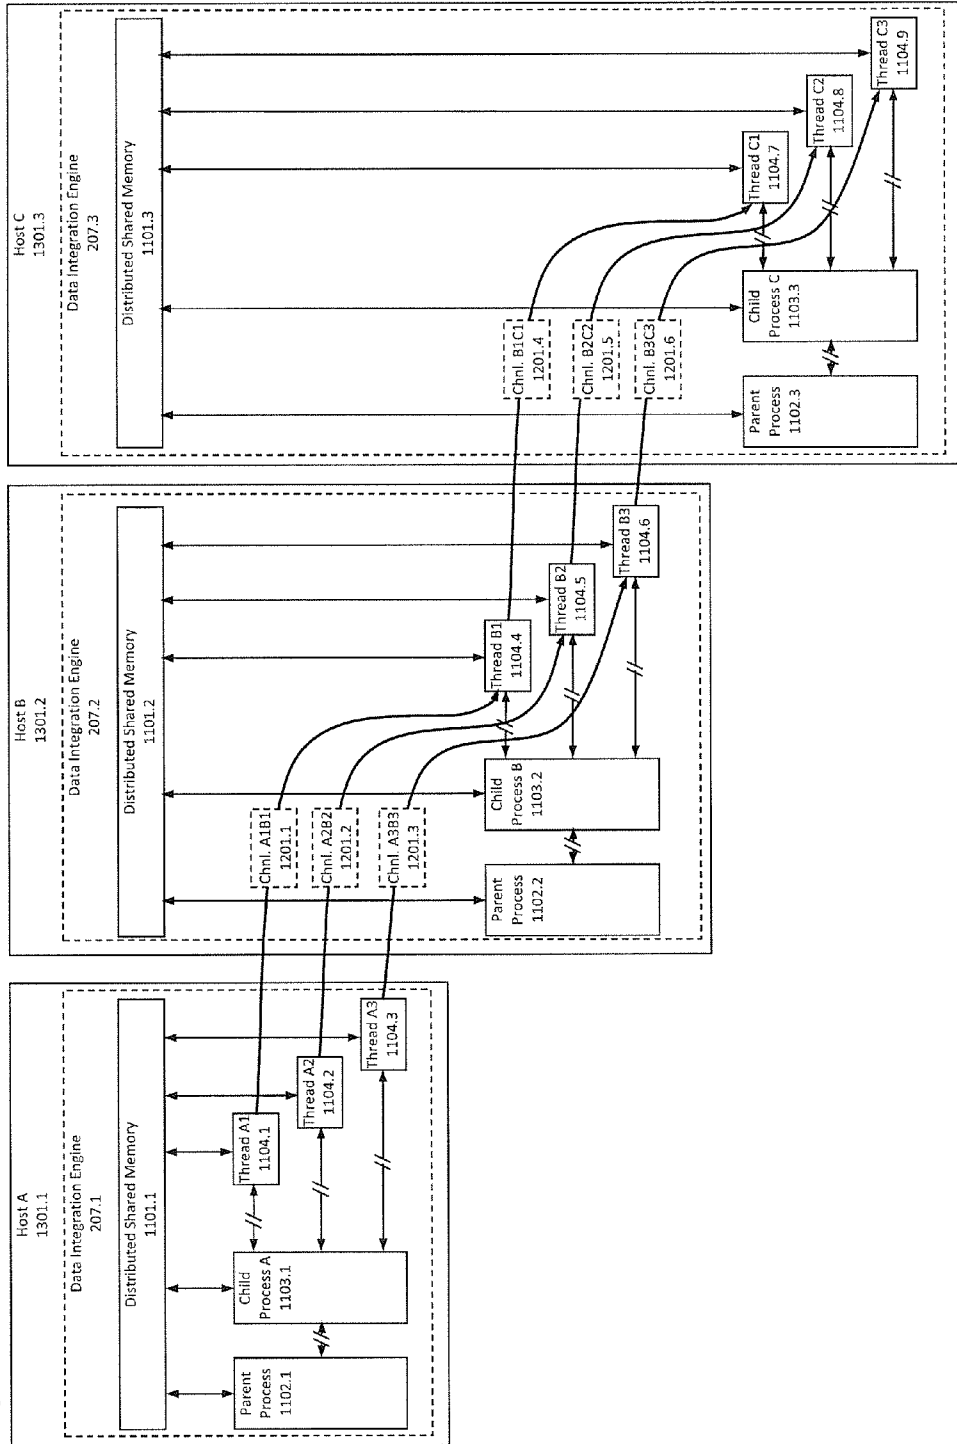 Host A
1301.1
Data Integration Engine
207.1
Distributed Shared Memory
1101.1
Parent
Process
1102.1
Child
Process A
1103.1
Thread A1
1104.1
Thread A2
1104.2
Thread A3
1104.3
Host B
1301.2
Data Integration Engine
207.2
Distributed Shared Memory
1101.2
Chnl. A1B1
1201.1
Chnl. A2B2
1201.2
Chnl. A3B3
1201.3
Parent
Process
1102.2
Child
Process B
1103.2
Thread B1
1104.4
Thread B2
1104.5
Thread B3
1104.6
Host C
1301.3
Data Integration Engine
207.3
Distributed Shared Memory
1101.3
Chnl. B1C1
1201.4
Chnl. B2C2
1201.5
Chnl. B3C3
1201.6
Parent
Process
1102.3
Child
Process C
1103.3
Thread C1
1104.7
Thread C2
1104.8
Thread C3
1104.9